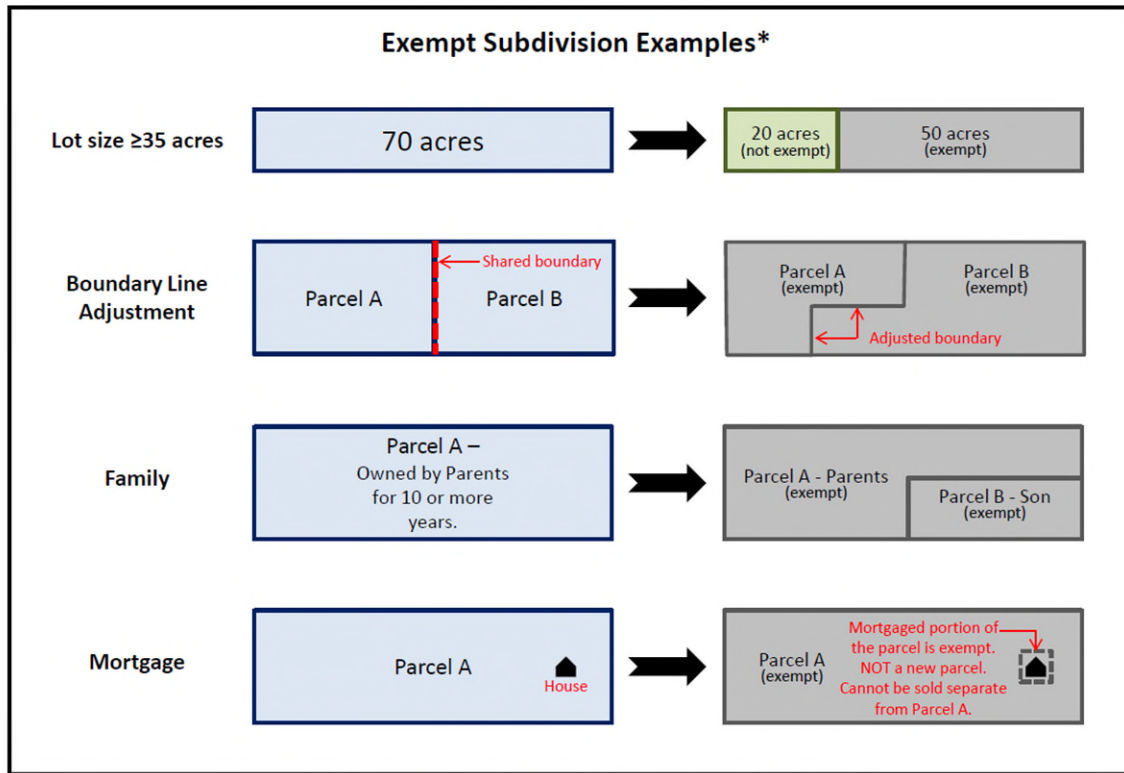 Exempt Subdivision Examples*
Lot size ≥35 acres
70 acres
20 acres
(not exempt)
50 acres
(exempt)
Boundary Line
Adjustment
Parcel A
Shared boundary
Parcel B
Parcel A
(exempt)
Parcel B
(exempt)
Adjusted boundary
Family
Parcel A –
Owned by Parents
for 10 or more
years.
Parcel A - Parents
(exempt)
Parcel B - Son
(exempt)
Mortgage
Parcel A
House
Parcel A
(exempt)
Mortgaged portion of
the parcel is exempt.
NOT a new parcel.
Cannot be sold separate
from Parcel A.